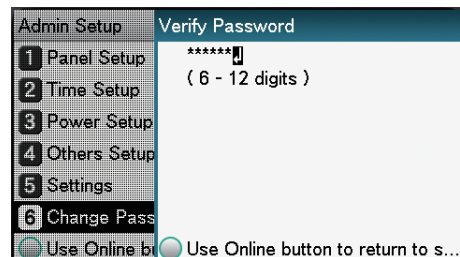 Admin Setup
1 Panel Setup
2 Time Setup
3 Power Setup
4 Others Setup
5 Settings
6 Change Pass
Use Online b
Verify Password
******
( 6 - 12 digits )
Use Online button to return to s...